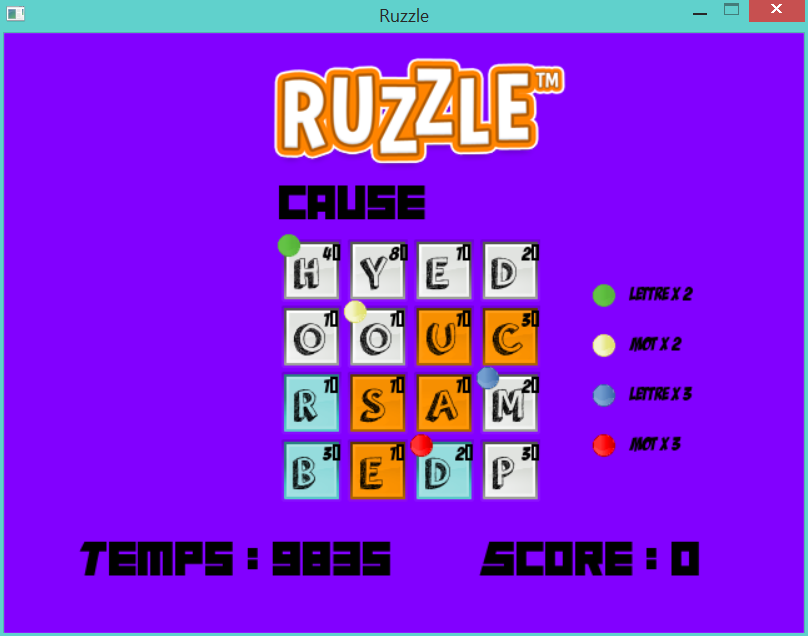 Ruzzle
RUZZLE™
CAUSE
H 4 Y 8 E 1 D 2
O 1 O 1 U 1 C 3
R 1 S 1 A 1 M 2
B 3 E 1 D 2 P 3
LETTRE X 2
MOT X 2
LETTRE X 3
MOT X 3
TEMPS : 9835 SCORE : 0